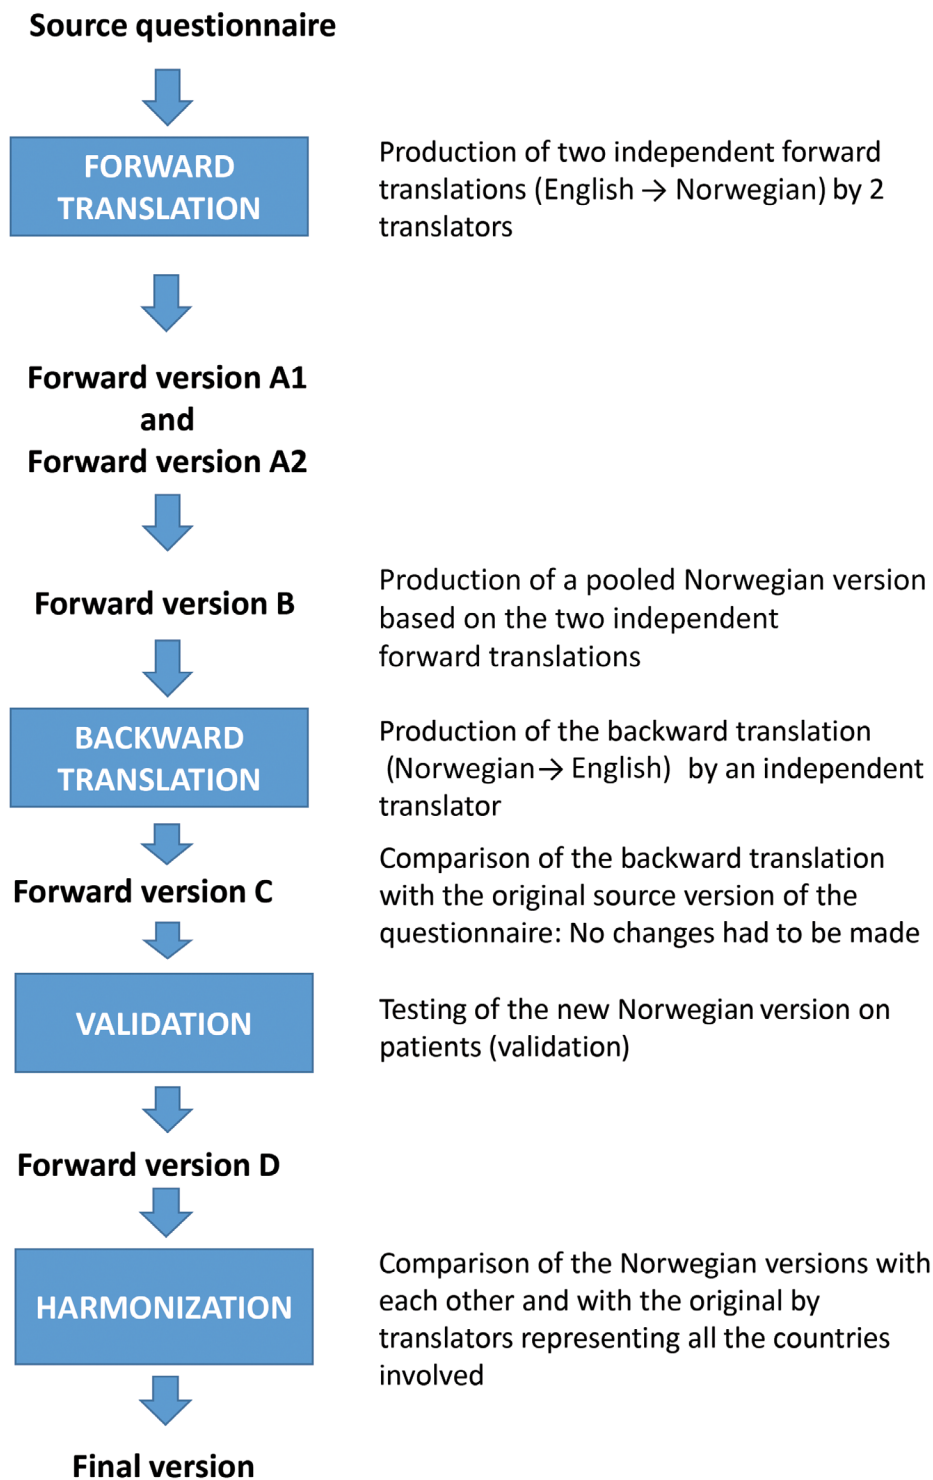 Source questionnaire
FORWARD
TRANSLATION
Production of two independent forward
translations (English → Norwegian) by 2
translators
Forward version A1
and
Forward version A2
Forward version B
Production of a pooled Norwegian version
based on the two independent
forward translations
BACKWARD
TRANSLATION
Production of the backward translation
(Norwegian → English) by an independent
translator
Forward version C
Comparison of the backward translation
with the original source version of the
questionnaire: No changes had to be made
VALIDATION
Testing of the new Norwegian version on
patients (validation)
Forward version D
HARMONIZATION
Comparison of the Norwegian versions with
each other and with the original by
translators representing all the countries
involved
Final version